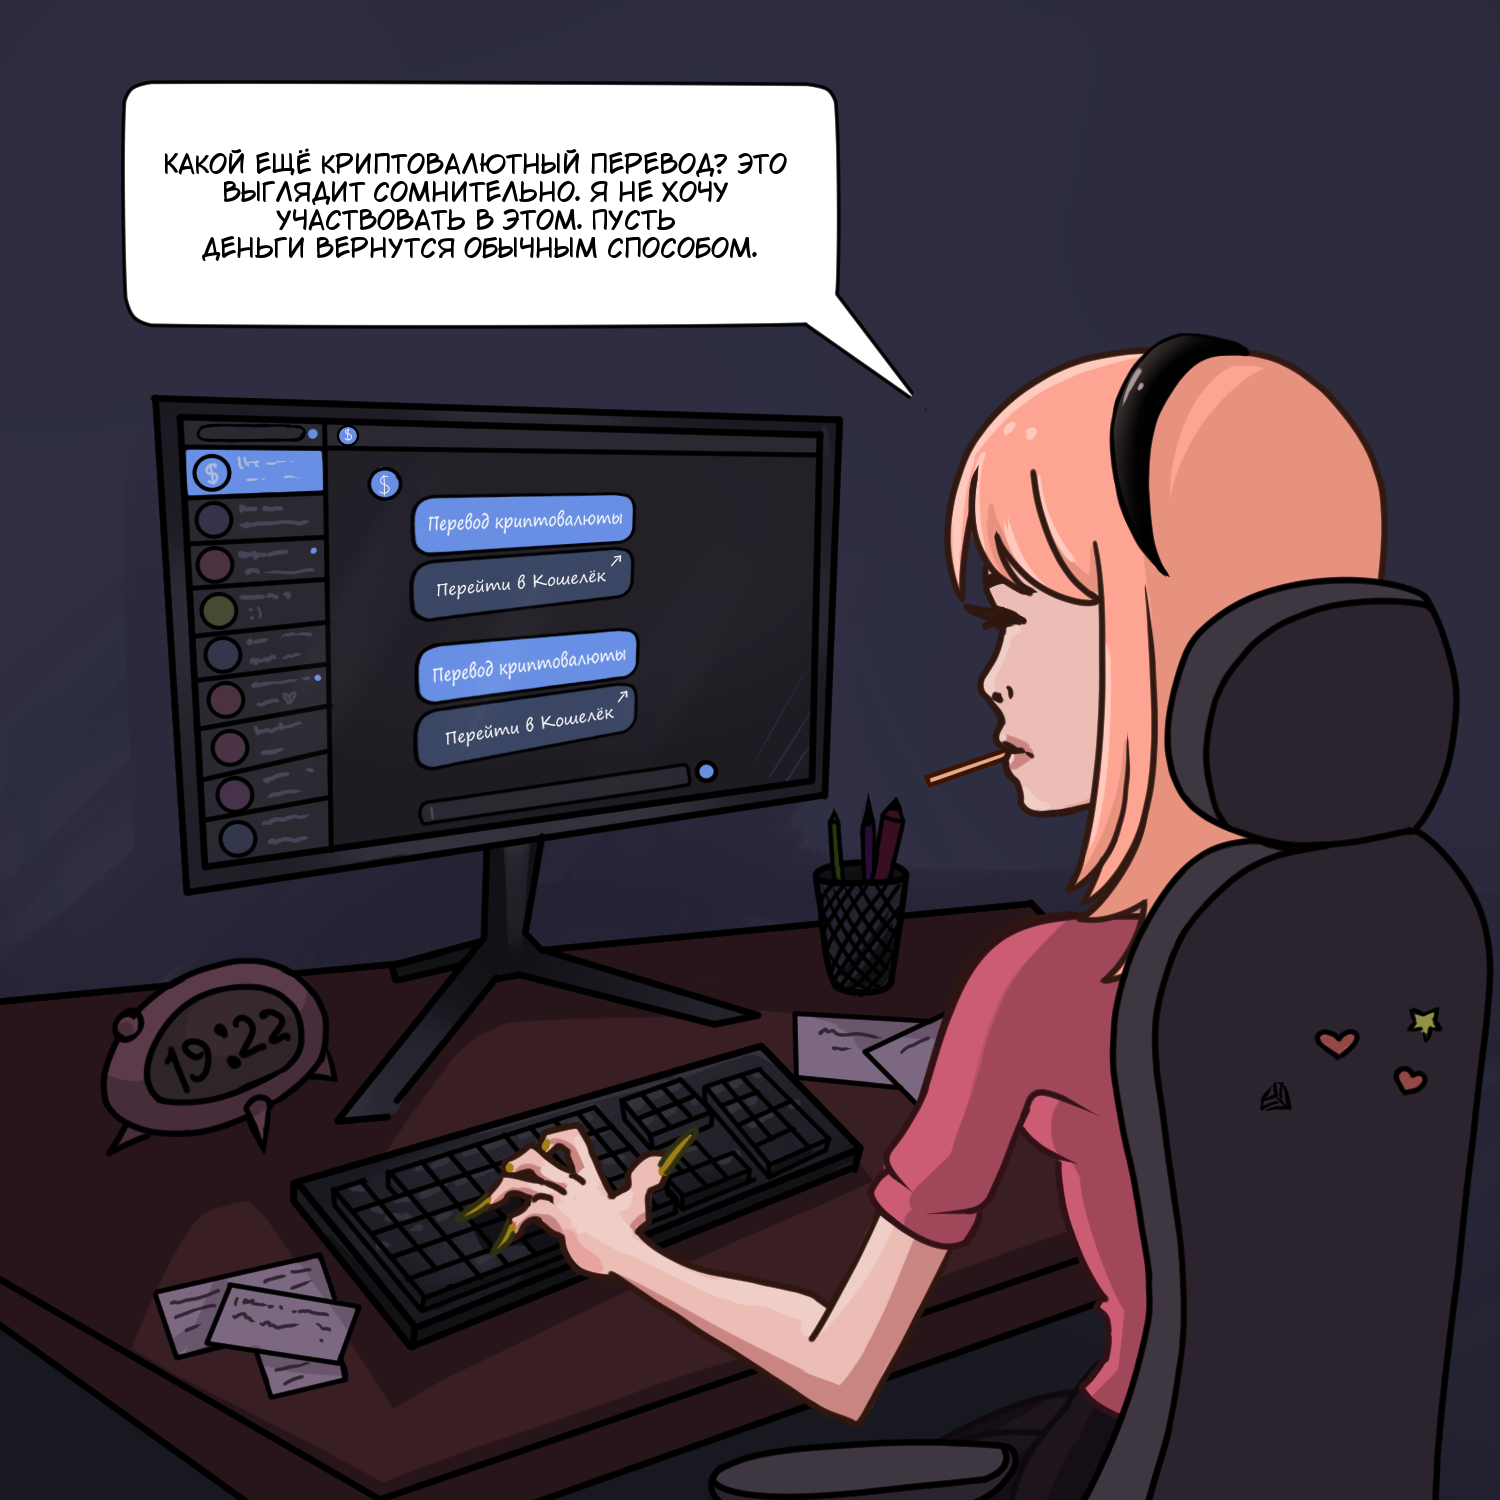 КАКОЙ ЕЩЁ КРИПТОВАЛЮТНЫЙ ПЕРЕВОД? ЭТО
ВЫГЛЯДИТ СОМНИТЕЛЬНО. Я НЕ ХОЧУ
УЧАСТВОВАТЬ В ЭТОМ. ПУСТЬ
ДЕНЬГИ ВЕРНУТСЯ ОБЫЧНЫМ СПОСОБОМ.
$
$
$
Перевод криптовалюты
Перейти в Кошелёк
:)
Перевод криптовалюты
Перейти в Кошелёк
19:22